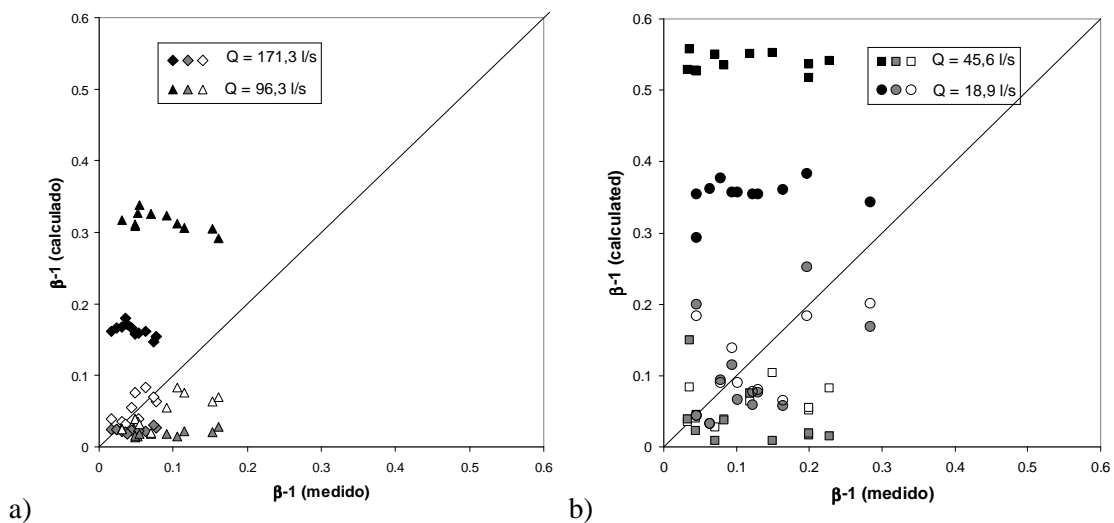 0.6
0.5
0.4
0.3
0.2
0.1
0
0
0.1
0.2
0.3
0.4
0.5
0.6
β-1 (calculado)
β-1 (medido)
Q = 171,3 l/s
Q = 96,3 l/s
a)
0.6
0.5
0.4
0.3
0.2
0.1
0
0
0.1
0.2
0.3
0.4
0.5
0.6
β-1 (calculated)
β-1 (medido)
Q = 45,6 l/s
Q = 18,9 l/s
b)